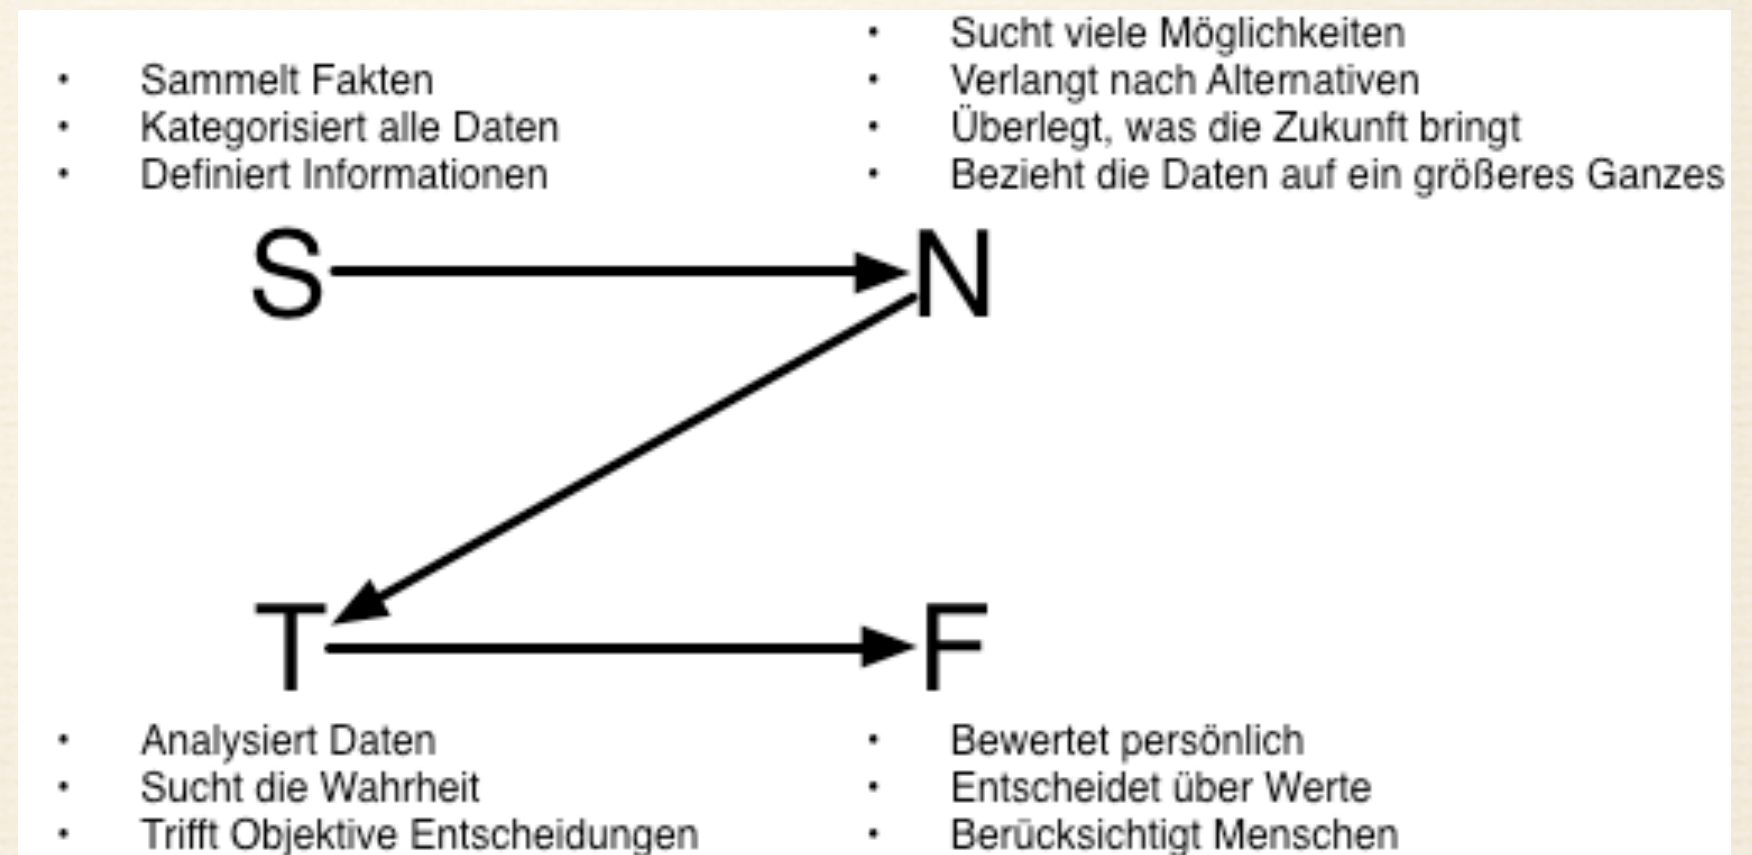 • Sammelt Fakten
• Kategorisiert alle Daten
• Definiert Informationen
• Sucht viele Möglichkeiten
• Verlangt nach Alternativen
• Überlegt, was die Zukunft bringt
• Bezieht die Daten auf ein größeres Ganzes
S
N
T
F
• Analysiert Daten
• Sucht die Wahrheit
• Trifft Objektive Entscheidungen
• Bewertet persönlich
• Entscheidet über Werte
• Berücksichtigt Menschen